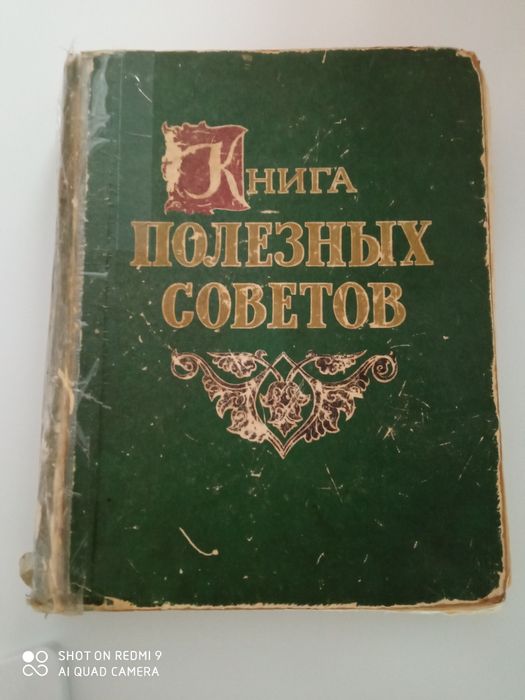 Книга
ПОЛЕЗНЫХ
СОВЕТОВ
SHOT ON REDMI 9
AI QUAD CAMERA